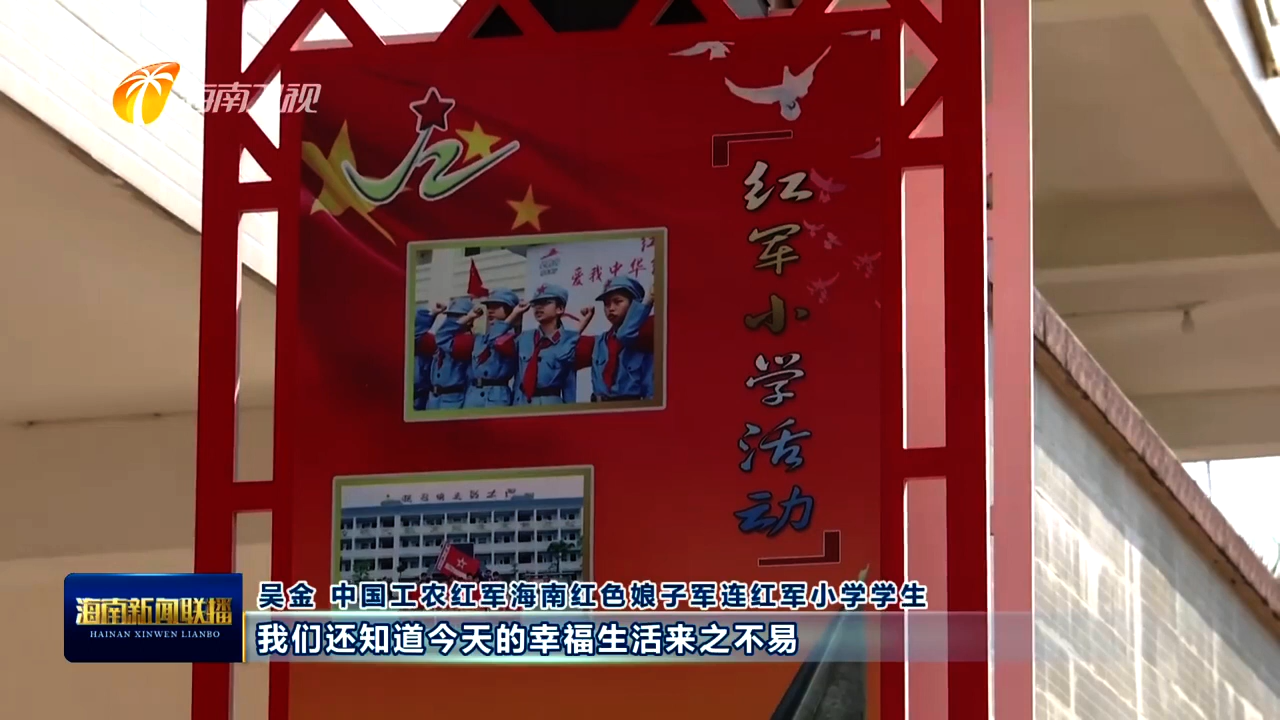 海南卫视
红军小学活动
爱我中华
海南新闻联播
HAINAN XINWEN LIANBO
吴金 中国工农红军海南红色娘子军连红军小学学生
我们还知道今天的幸福生活来之不易